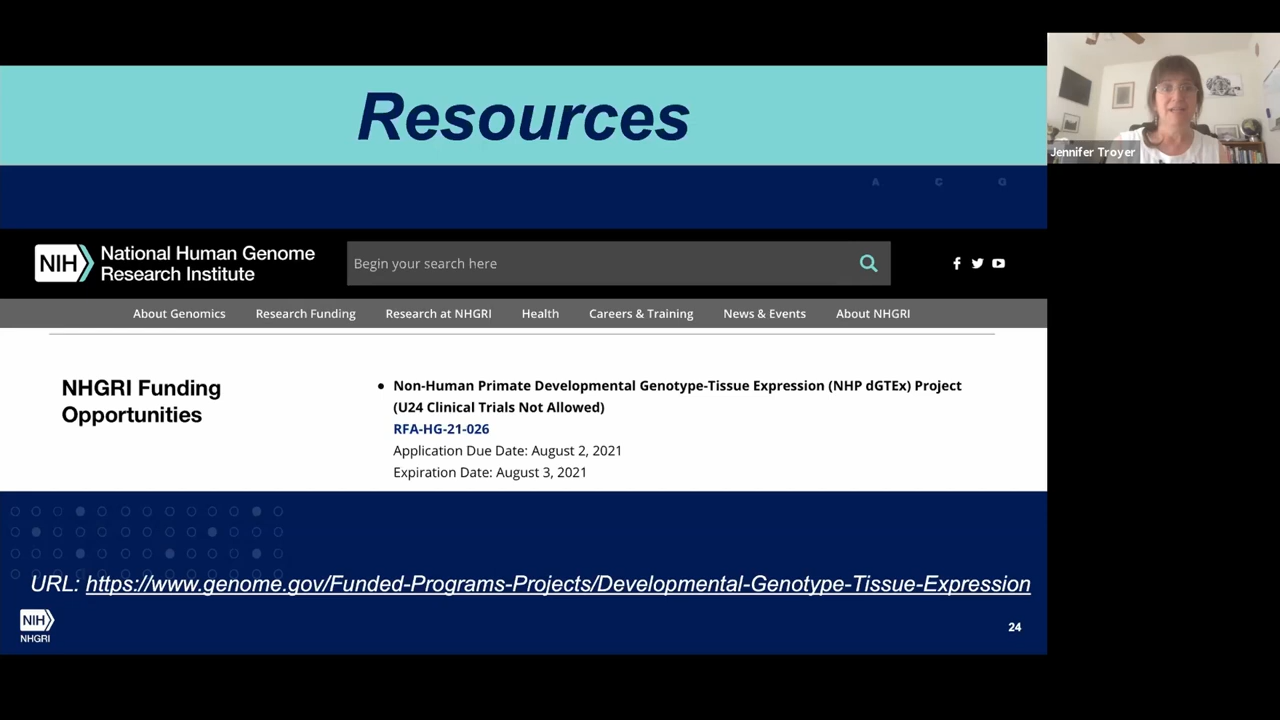 Resources
Jennifer Troyer
A C G
NIH National Human Genome
Research Institute
Begin your search here
About Genomics Research Funding Research at NHGRI Health Careers & Training News & Events About NHGRI
NHGRI Funding
Opportunities
• Non-Human Primate Developmental Genotype-Tissue Expression (NHP dGTEx) Project
(U24 Clinical Trials Not Allowed)
RFA-HG-21-026
Application Due Date: August 2, 2021
Expiration Date: August 3, 2021
URL: https://www.genome.gov/Funded-Programs-Projects/Developmental-Genotype-Tissue-Expression
NIH
NHGRI
24